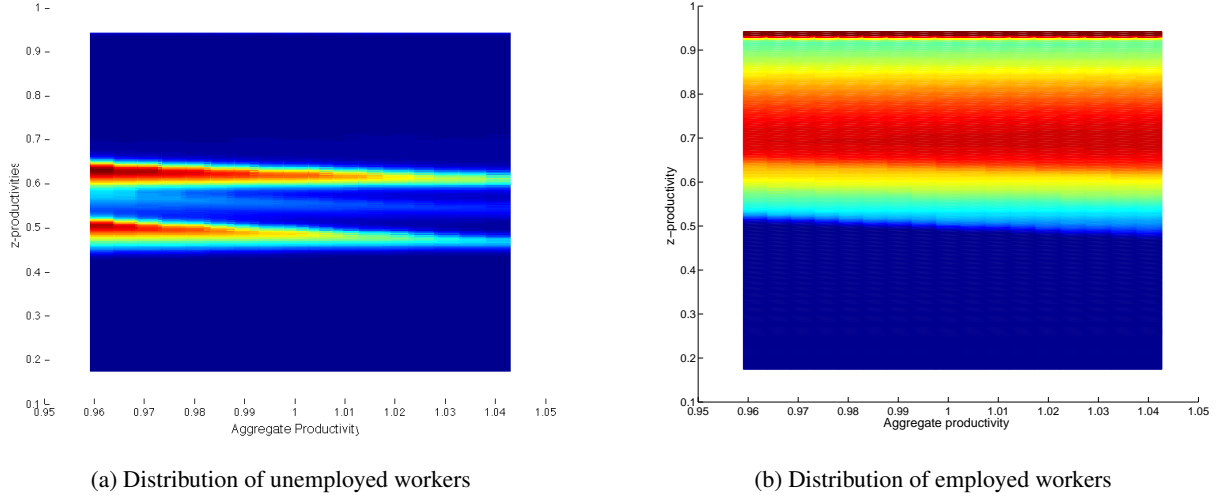 1
0.9
0.8
0.7
0.6
0.5
0.4
0.3
0.2
0.1
z-productivities
0.95 0.96 0.97 0.98 0.99 1 1.01 1.02 1.03 1.04 1.05
Aggregate Productivity
(a) Distribution of unemployed workers
1
0.9
0.8
0.7
0.6
0.5
0.4
0.3
0.2
0.1
z−productivity
0.95 0.96 0.97 0.98 0.99 1 1.01 1.02 1.03 1.04 1.05
Aggregate productivity
(b) Distribution of employed workers